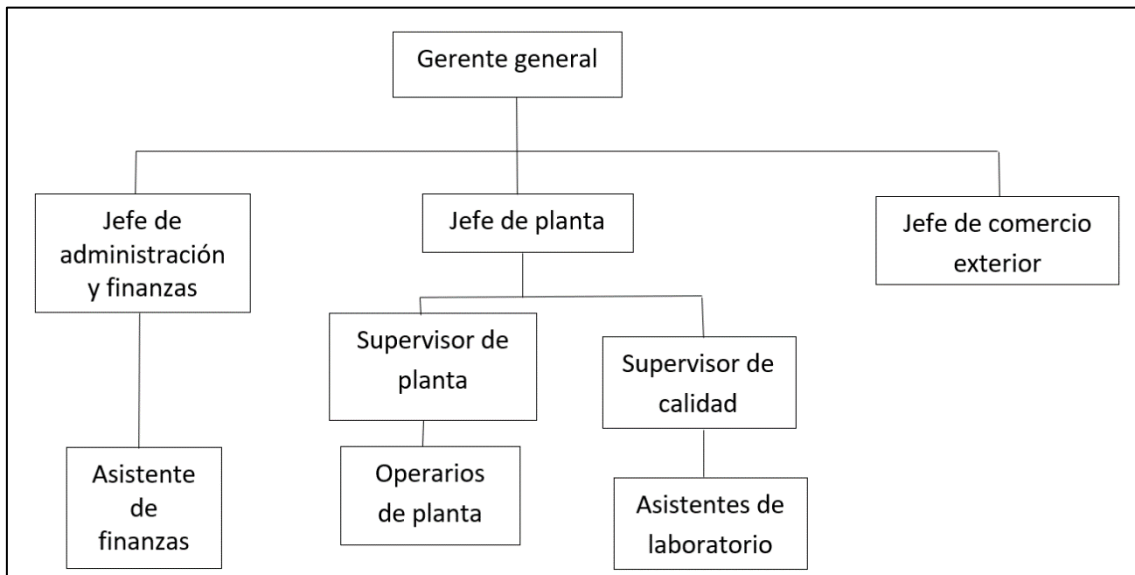 Gerente general
Jefe de
administración
y finanzas
Jefe de planta
Jefe de comercio
exterior
Supervisor de
planta
Supervisor de
calidad
Asistente
de
finanzas
Operarios
de planta
Asistentes de
laboratorio